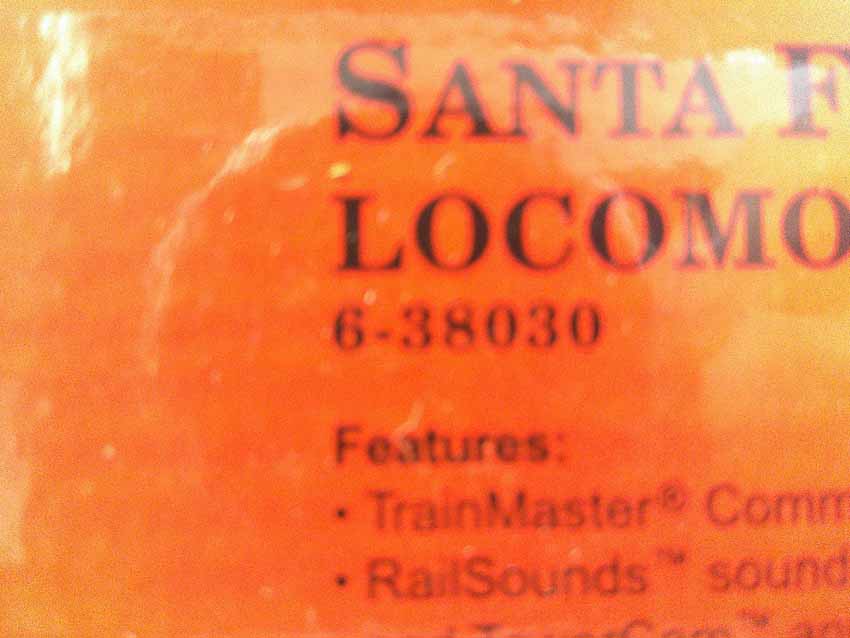 SANTA F
LOCOMO
6-38030
Features:
• TrainMaster® Comm
• RailSounds™ sound